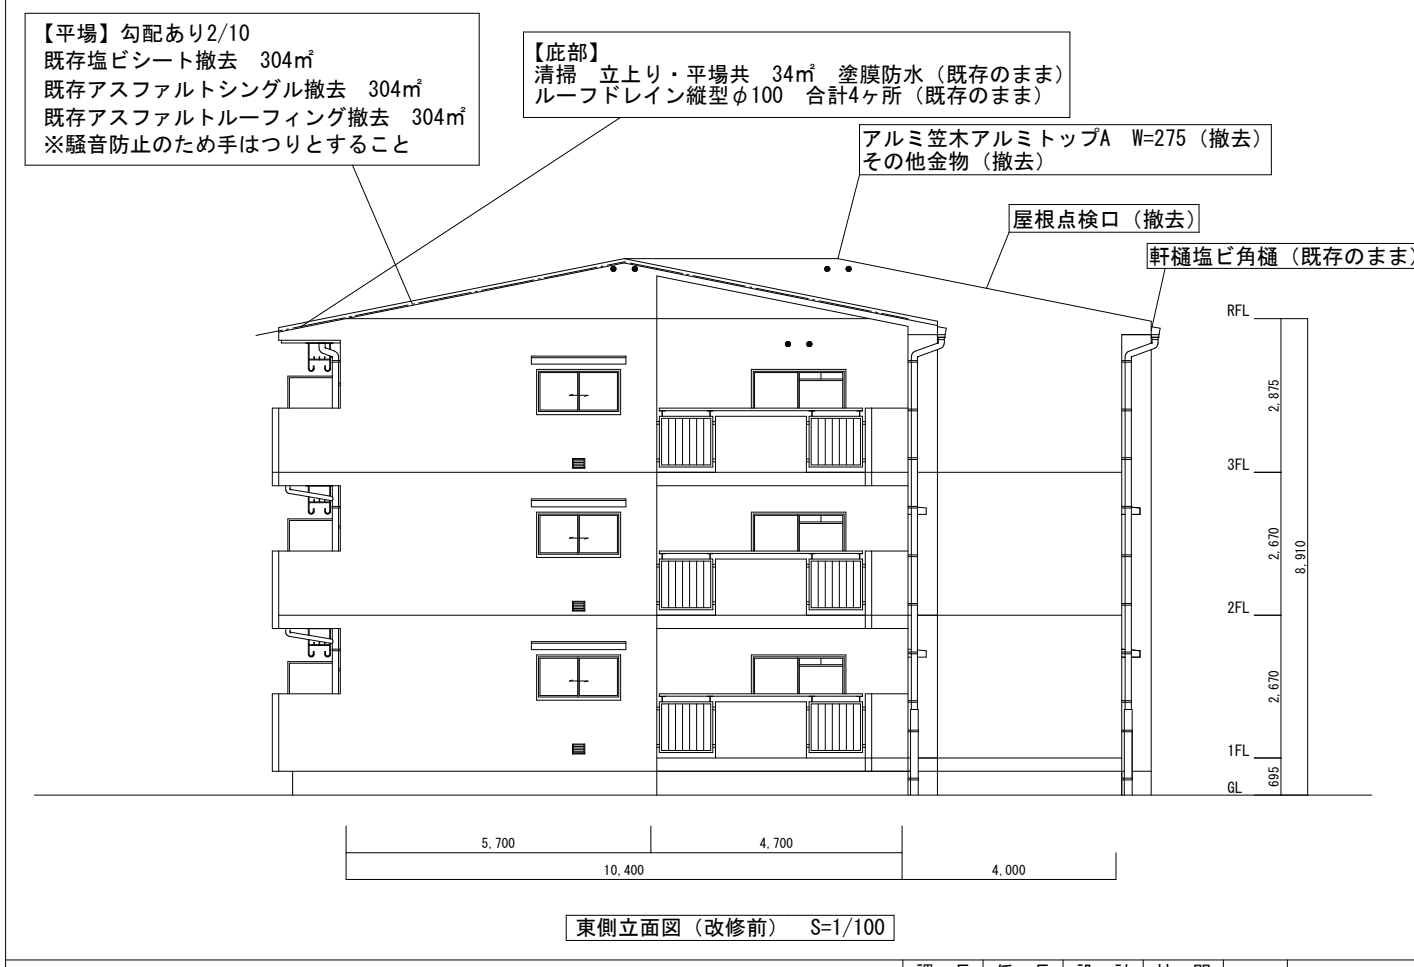 【平場】勾配あり2/10
既存塩ビシート撤去　304㎡
既存アスファルトシングル撤去　304㎡
既存アスファルトルーフィング撤去　304㎡
※騒音防止のため手はつりとすること
【庇部】
清掃　立上り・平場共　34㎡　塗膜防水（既存のまま）
ルーフドレイン縦型φ100　合計4ヶ所（既存のまま）
アルミ笠木アルミトップA　W=275（撤去）
その他金物（撤去）
屋根点検口（撤去）
軒樋塩ビ角樋（既存のまま）
RFL
2,875
3FL
2,670
8,910
2FL
2,670
1FL
695
GL
5,700
4,700
10,400
4,000
東側立面図（改修前）　S=1/100